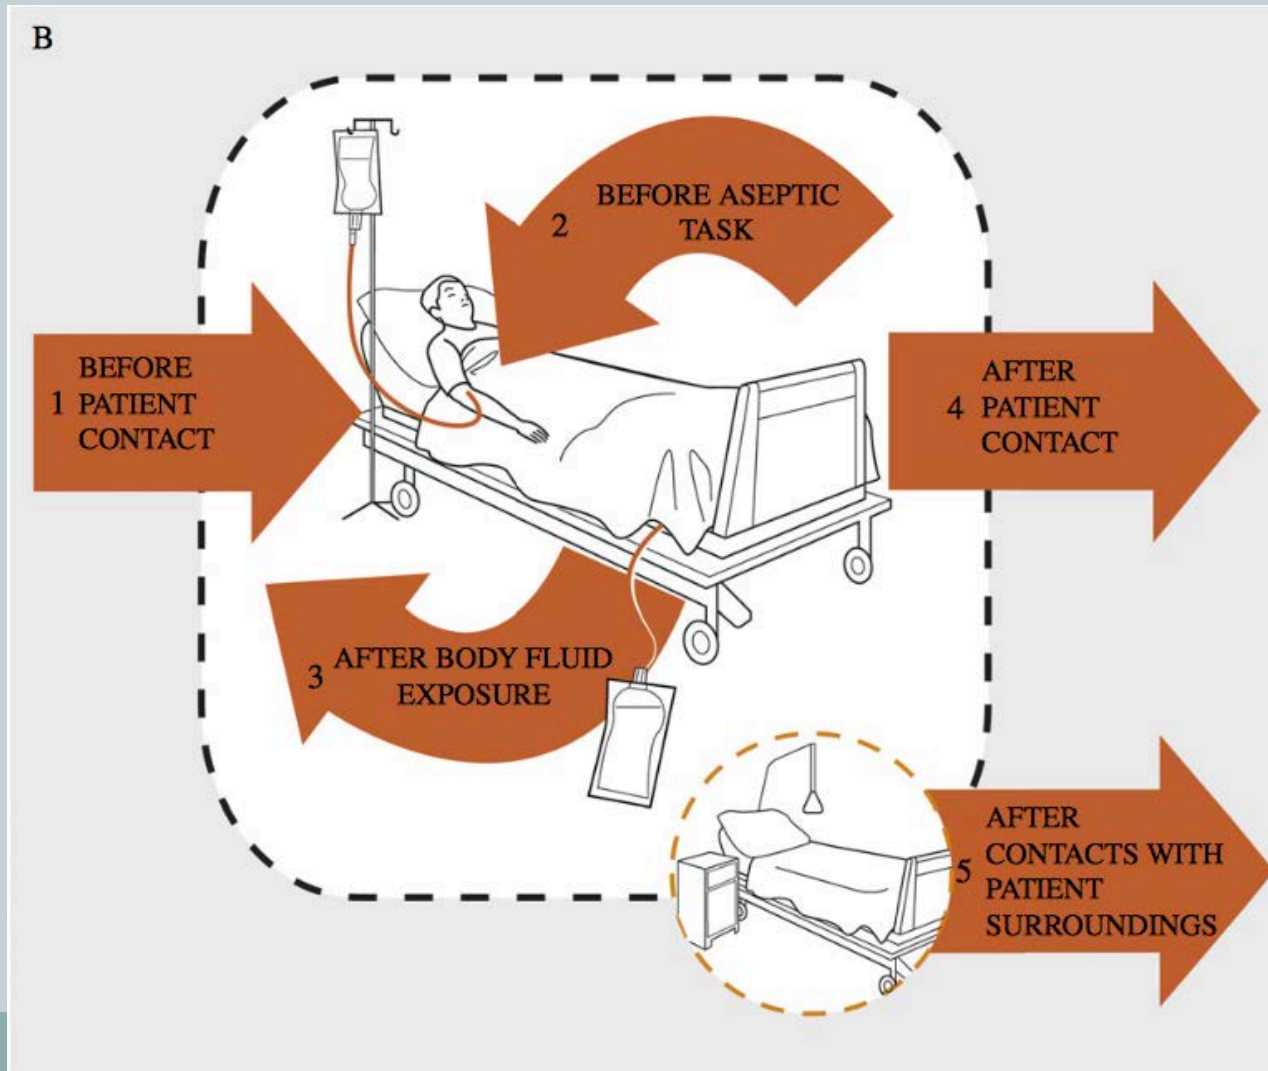 B
1 BEFORE
PATIENT
CONTACT
2 BEFORE ASEPTIC
TASK
3 AFTER BODY FLUID
EXPOSURE
4 AFTER
PATIENT
CONTACT
5 AFTER
CONTACTS WITH
PATIENT
SURROUNDINGS